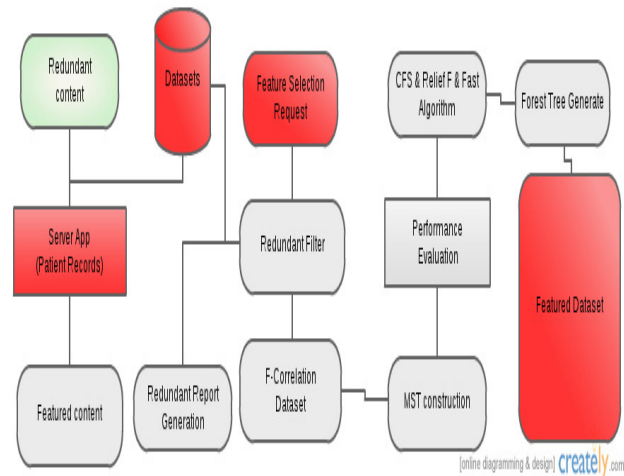 Redundant
content
Datasets
Feature Selection
Request
CFS & Relief F & Fast
Algorithm
Forest Tree Generate
Server App
(Patient Records)
Redundant Filter
Performance
Evaluation
Featured Dataset
Featured content
Redundant Report
Generation
F-Correlation
Dataset
MST construction
[online diagramming & design] creately.com